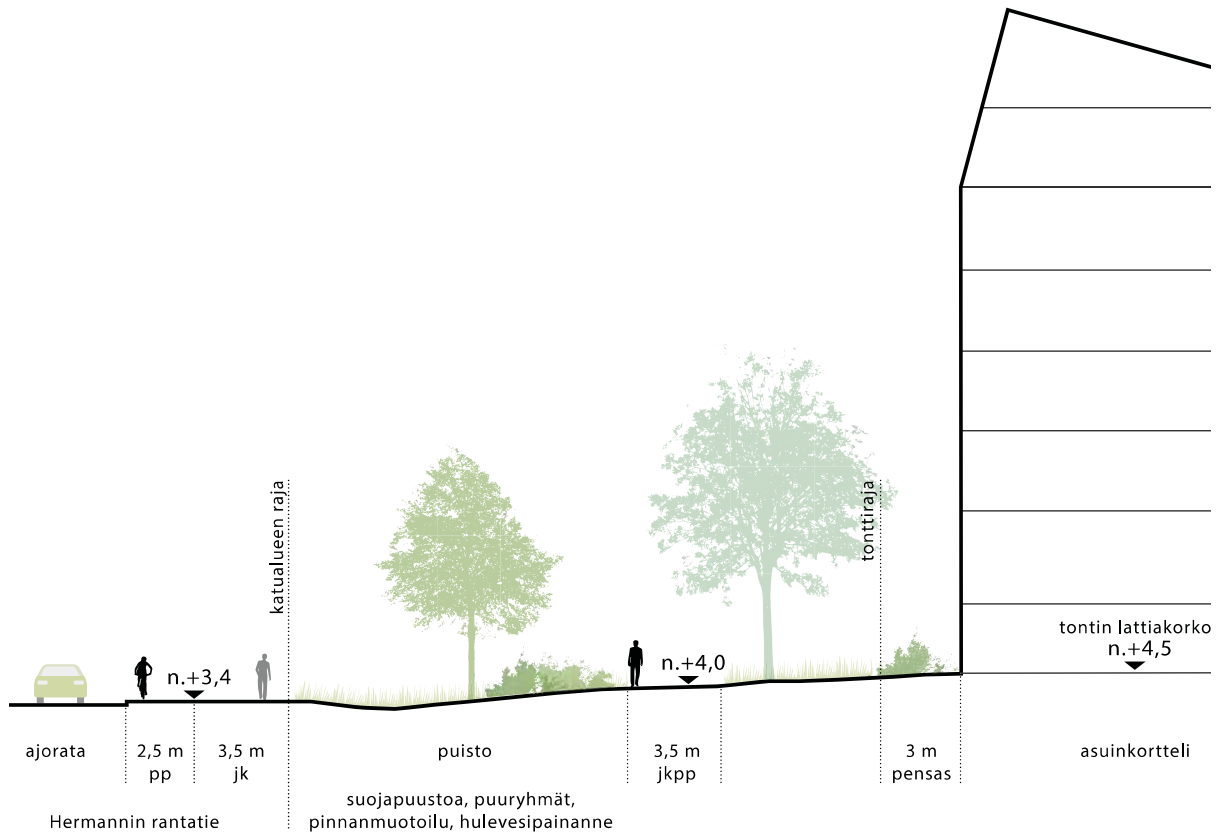 katualueen raja
tonttiraja
tontin lattiakorko
n.+4,5
n.+4,0
n.+3,4
ajorata
2,5 m
pp
3,5 m
jk
puisto
3,5 m
jkpp
3 m
pensas
asuinkortteli
suojapuustoa, puuryhmät,
pinnanmuotoilu, hulevesipainanne
Hermannin rantatie